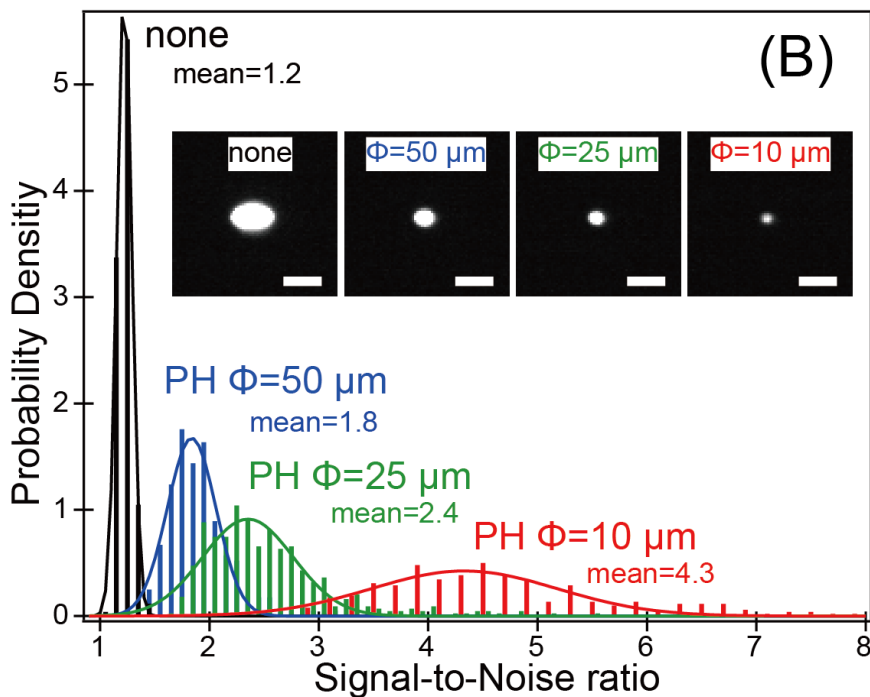 (B)
none
mean=1.2
none
Φ=50 µm
Φ=25 µm
Φ=10 µm
PH Φ=50 µm
mean=1.8
PH Φ=25 µm
mean=2.4
PH Φ=10 µm
mean=4.3
Probability Densitiy
5
4
3
2
1
0
1 2 3 4 5 6 7 8
Signal-to-Noise ratio